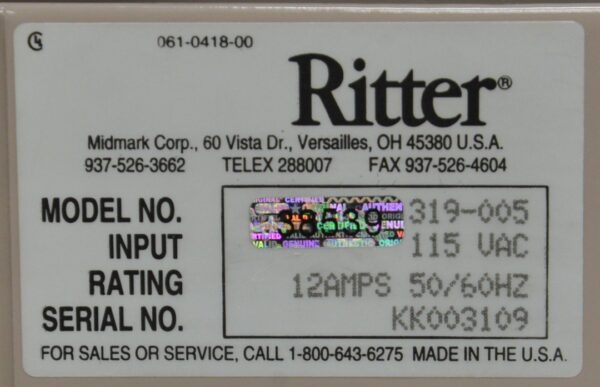 061-0418-00
Ritter®
Midmark Corp., 60 Vista Dr., Versailles, OH 45380 U.S.A.
937-526-3662 TELEX 288007 FAX 937-526-4604
MODEL NO. 319-005
INPUT 115 VAC
RATING 12AMPS 50/60HZ
SERIAL NO. KK003109
FOR SALES OR SERVICE, CALL 1-800-643-6275 MADE IN THE U.S.A.